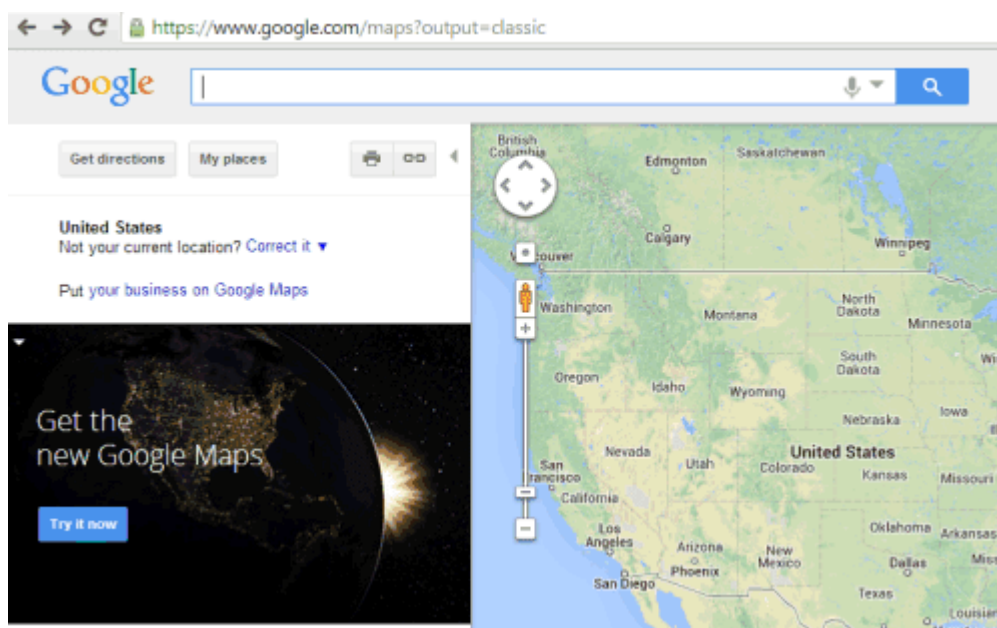 https://www.google.com/maps?output=classic
Google
Get directions
My places
United States
Not your current location? Correct it ▼
Put your business on Google Maps
Get the
new Google Maps
Try it now
British
Columbia
Edmonton
Saskatchewan
Calgary
Winnipeg
couver
Washington
Montana
North
Dakota
Minnesota
South
Dakota
Wi
Oregon
Idaho
Wyoming
Nebraska
Iowa
Nevada
Utah
United States
Colorado
Kansas
Missouri
San
Francisco
California
Los
Angeles
Arizona
New
Mexico
Oklahoma
Arkansas
Phoenix
Dallas
Miss
San Diego
Texas
Louisian